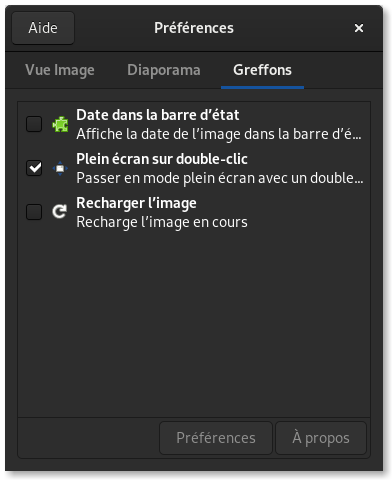 Aide
Préférences
Vue Image
Diaporama
Greffons
Date dans la barre d’état
Affiche la date de l’image dans la barre d’é...
Plein écran sur double-clic
Passer en mode plein écran avec un double...
Recharger l’image
Recharge l’image en cours
Préférences
À propos